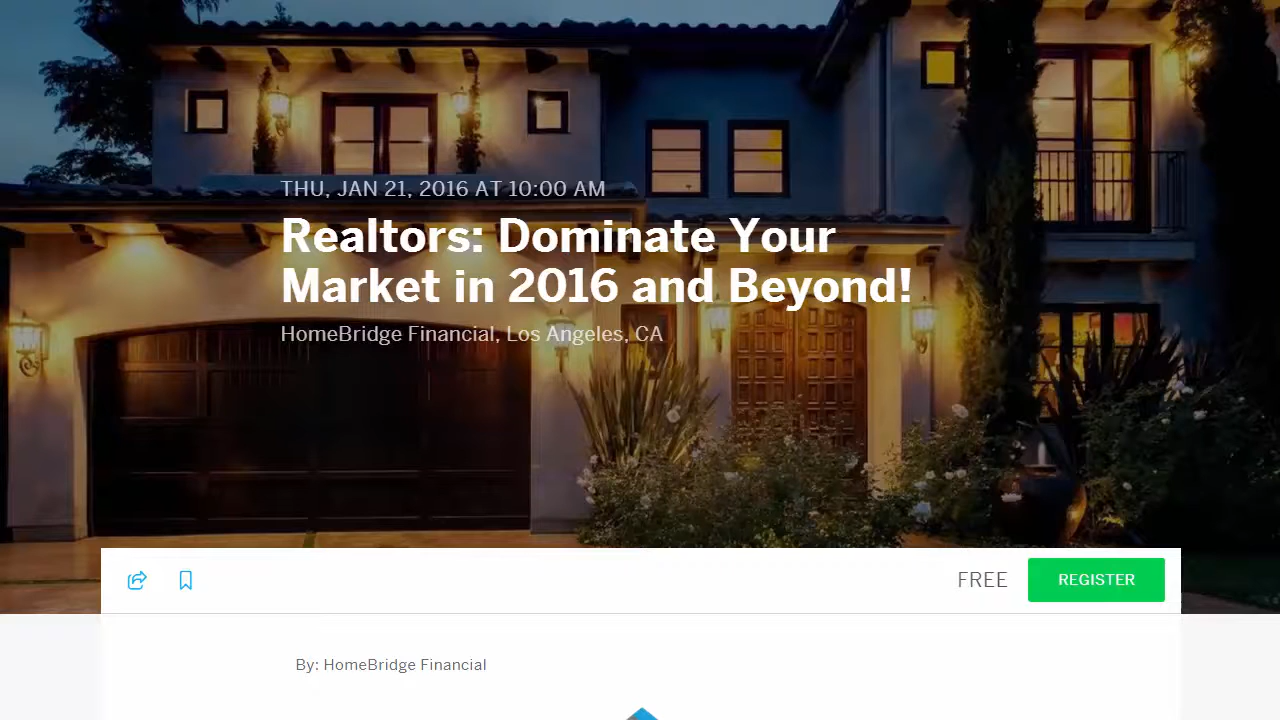 THU, JAN 21, 2016 AT 10:00 AM
Realtors: Dominate Your
Market in 2016 and Beyond!
HomeBridge Financial, Los Angeles, CA
FREE
REGISTER
By: HomeBridge Financial